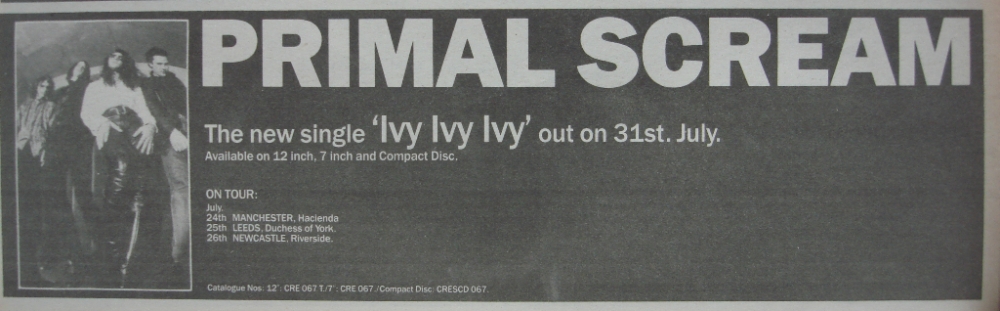 PRIMAL SCREAM
The new single 'Ivy Ivy Ivy' out on 31st. July.
Available on 12 inch, 7 inch and Compact Disc.
ON TOUR:
July.
24th MANCHESTER, Hacienda
25th LEEDS, Duchess of York.
26th NEWCASTLE, Riverside.
Catalogue Nos: 12": CRE 067 T./7": CRE 067./Compact Disc: CRESCD 067.